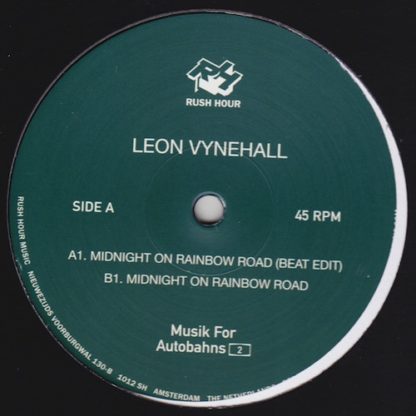 RH
RUSH HOUR
LEON VYNEHALL
SIDE A
45 RPM
A1. MIDNIGHT ON RAINBOW ROAD (BEAT EDIT)
B1. MIDNIGHT ON RAINBOW ROAD
Musik For
Autobahns 2
RUSH HOUR MUSIC NIEUWEZIJDS VOORBURGWAL 130-B 1012 SH AMSTERDAM THE NETHERLANDS